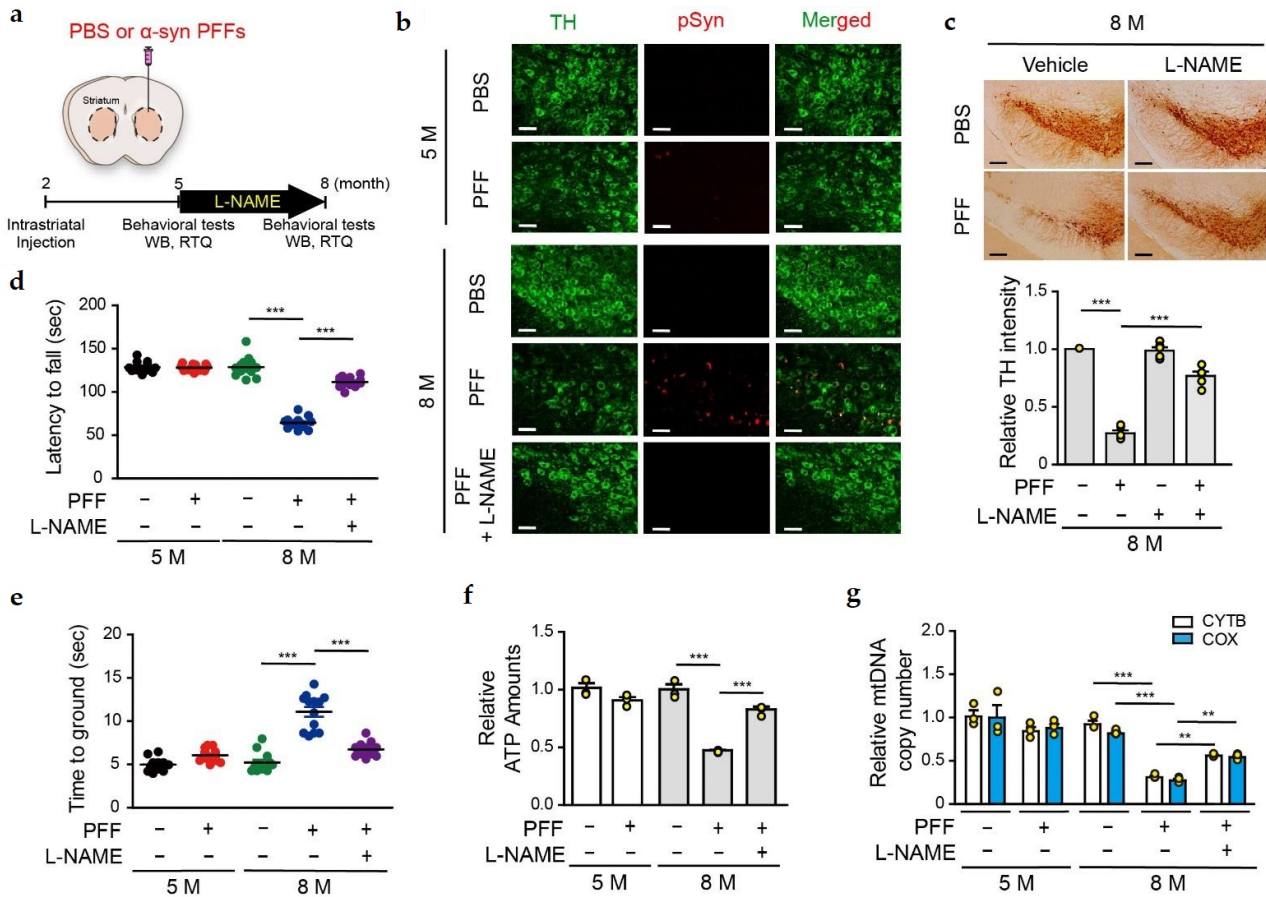 a
PBS or α-syn PFFs
Striatum
2
5
8 (month)
L-NAME
Intrastriatal
Injection
Behavioral tests
WB, RTQ
Behavioral tests
WB, RTQ
b
TH
pSyn
Merged
5 M
PBS
PFF
8 M
PBS
PFF
PFF
+ L-NAME
c
8 M
Vehicle
L-NAME
PBS
PFF
Relative TH intensity
1.5
1.0
0.5
0
***
***
PFF
– + – +
L-NAME
– – + +
8 M
d
Latency to fall (sec)
200
150
100
50
0
***
***
PFF
– + – + +
L-NAME
– – – – +
5 M
8 M
e
Time to ground (sec)
20
15
10
5
0
***
***
PFF
– + – + +
L-NAME
– – – – +
5 M
8 M
f
Relative
ATP Amounts
1.5
1.0
0.5
0.0
***
***
PFF
– + – + +
L-NAME
– – – – +
5 M
8 M
g
CYTB
COX
Relative mtDNA
copy number
2.0
1.5
1.0
0.5
0
***
***
**
**
PFF
– + – + +
L-NAME
– – – – +
5 M
8 M